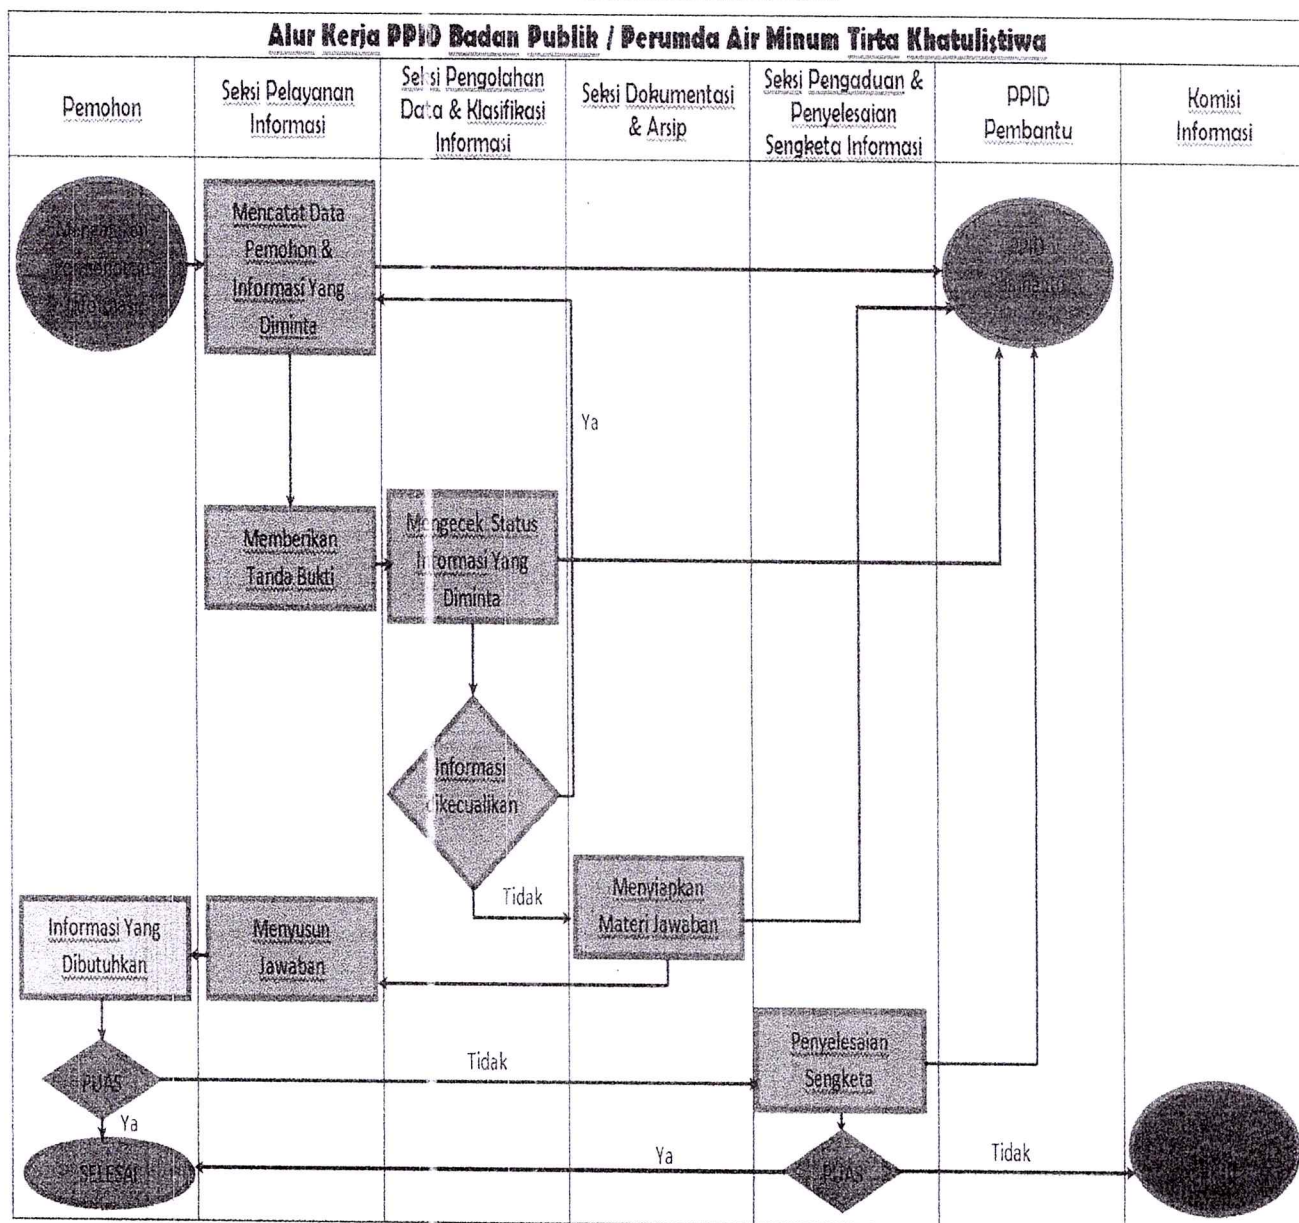 Alur Kerja PPID Badan Publik / Perumda Air Minum Tirta Khatulistiwa
Pemohon
Seksi Pelayanan
Informasi
Seksi Pengolahan
Data & Klasifikasi
Informasi
Seksi Dokumentasi
& Arsip
Seksi Pengaduan &
Penyelesaian
Sengketa Informasi
PPID
Pembantu
Komisi
Informasi
Informasi
Mencatat Data
Pemohon &
Informasi Yang
Diminta
PPID
Ya
Memberikan
Tanda Bukti
Mengecek Status
Informasi Yang
Diminta
Informasi
dikecualikan
Tidak
Menyiapkan
Materi Jawaban
Informasi Yang
Dibutuhkan
Menyusun
Jawaban
Penyelesaian
Sengketa
PUAS
Tidak
Ya
SELESAI
Ya
PUAS
Tidak